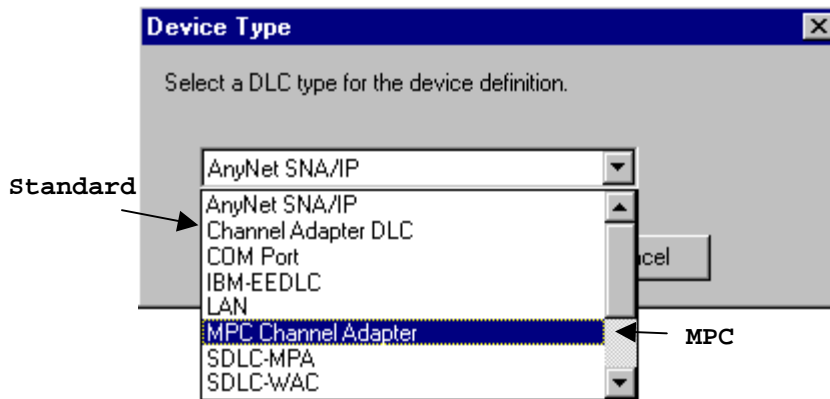 Device Type
Select a DLC type for the device definition.
AnyNet SNA/IP
Standard
AnyNet SNA/IP
Channel Adapter DLC
COM Port
IBM-EEDLC
LAN
MPC Channel Adapter
SDLC-MPA
SDLC-WAC
ncel
MPC